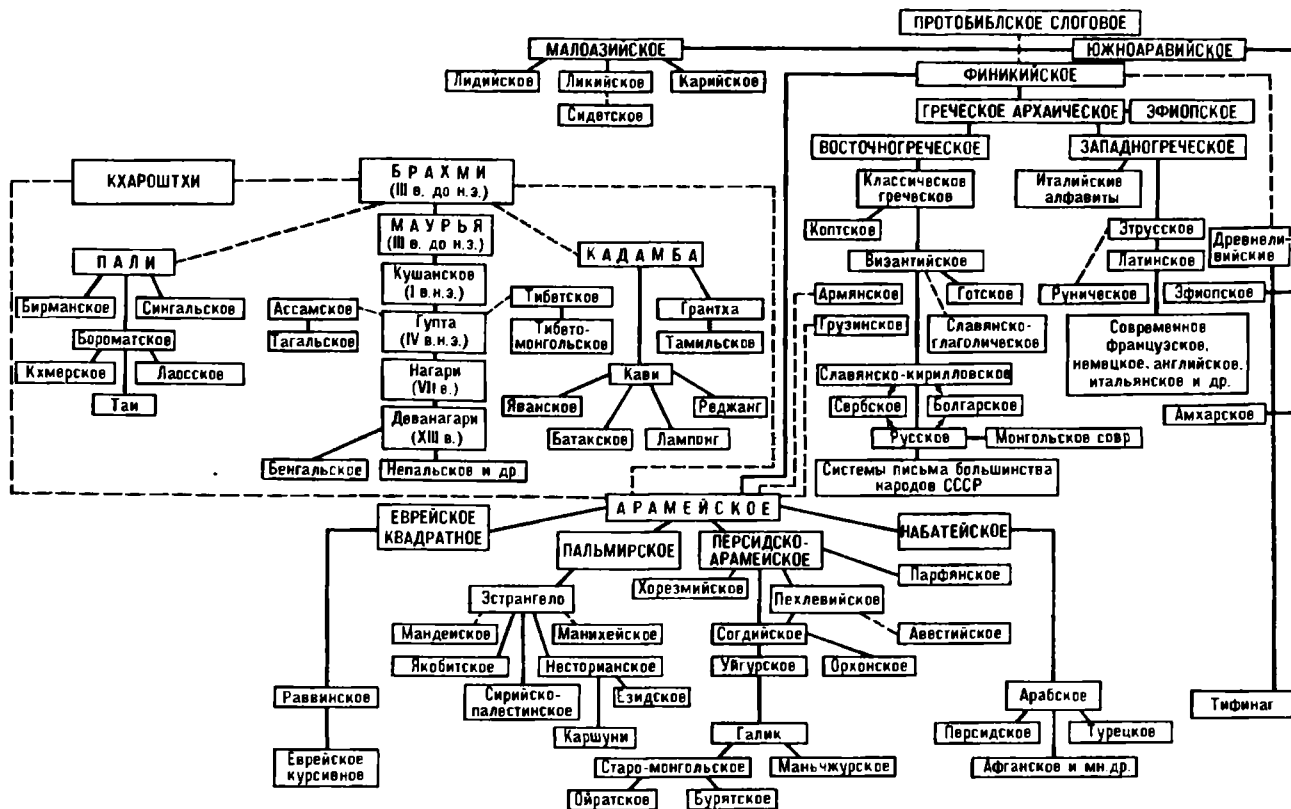 ПРОТОБИБЛСКОЕ СЛОГОВОЕ
МАЛОАЗИЙСКОЕ
ЮЖНОАРАВИЙСКОЕ
Лидийское
Ликийское
Карийское
ФИНИКИЙСКОЕ
Сидетское
ГРЕЧЕСКОЕ АРХАИЧЕСКОЕ
ЭФИОПСКОЕ
ВОСТОЧНОГРЕЧЕСКОЕ
ЗАПАДНОГРЕЧЕСКОЕ
КХАРОШТХИ
БРАХМИ
(III в. до н.э.)
Классическое
греческое
Италийские
алфавиты
МАУРЬЯ
(III в. до н.э.)
Коптское
Этрусское
Древнели-
вийские
ПАЛИ
КАДАМБА
Византийское
Латинское
Кушанское
(I в.н.э.)
Бирманское
Сингальское
Ассамское
Тибетское
Грантха
Армянское
Готское
Руническое
Эфиопское
Гупта
(IV в.н.э.)
Бороматское
Тагальское
Тибето-
монгольское
Тамильское
Грузинское
Славянско-
глаголическое
Современное
французское,
немецкое, английское,
итальянское и др.
Кхмерское
Лаосское
Нагари
(VII в.)
Кави
Славянско-кирилловское
Таи
Яванское
Реджанг
Сербское
Болгарское
Амхарское
Деванагари
(XIII в.)
Батакское
Лампонг
Русское
Монгольское совр
Бенгальское
Непальское и др
Системы письма большинства
народов СССР
АРАМЕЙСКОЕ
ЕВРЕЙСКОЕ
КВАДРАТНОЕ
НАБАТЕЙСКОЕ
ПАЛЬМИРСКОЕ
ПЕРСИДСКО-
АРАМЕЙСКОЕ
Парфянское
Хорезмийское
Эстрангело
Пехлевийское
Мандейское
Манихейское
Согдийское
Авестийское
Якобитское
Несторианское
Уйгурское
Орхонское
Раввинское
Сирийско-
палестинское
Езидское
Арабское
Тифинаг
Каршуни
Галик
Персидское
Турецкое
Еврейское
курсивное
Старо-монгольское
Маньчжурское
Афганское и мн.др.
Ойратское
Бурятское